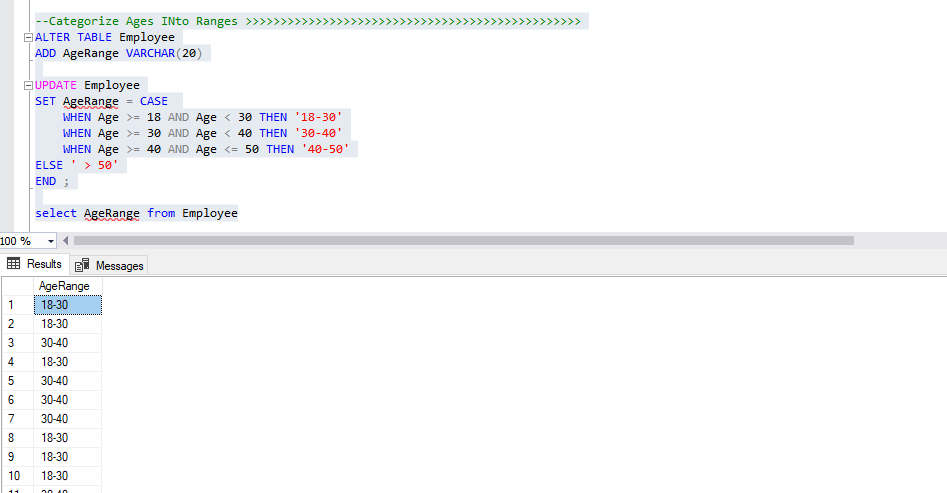 --Categorize Ages INto Ranges >>>>>>>>>>>>>>>>>>>>>>>>>>>>>>>>>>>>>>>>>>>>>>>>
ALTER TABLE Employee
ADD AgeRange VARCHAR(20)
UPDATE Employee
SET AgeRange = CASE
WHEN Age >= 18 AND Age < 30 THEN '18-30'
WHEN Age >= 30 AND Age < 40 THEN '30-40'
WHEN Age >= 40 AND Age <= 50 THEN '40-50'
ELSE ' > 50'
END ;
select AgeRange from Employee
100 %
Results Messages
AgeRange
1 18-30
2 18-30
3 30-40
4 18-30
5 30-40
6 30-40
7 30-40
8 18-30
9 18-30
10 18-30
11 30-40